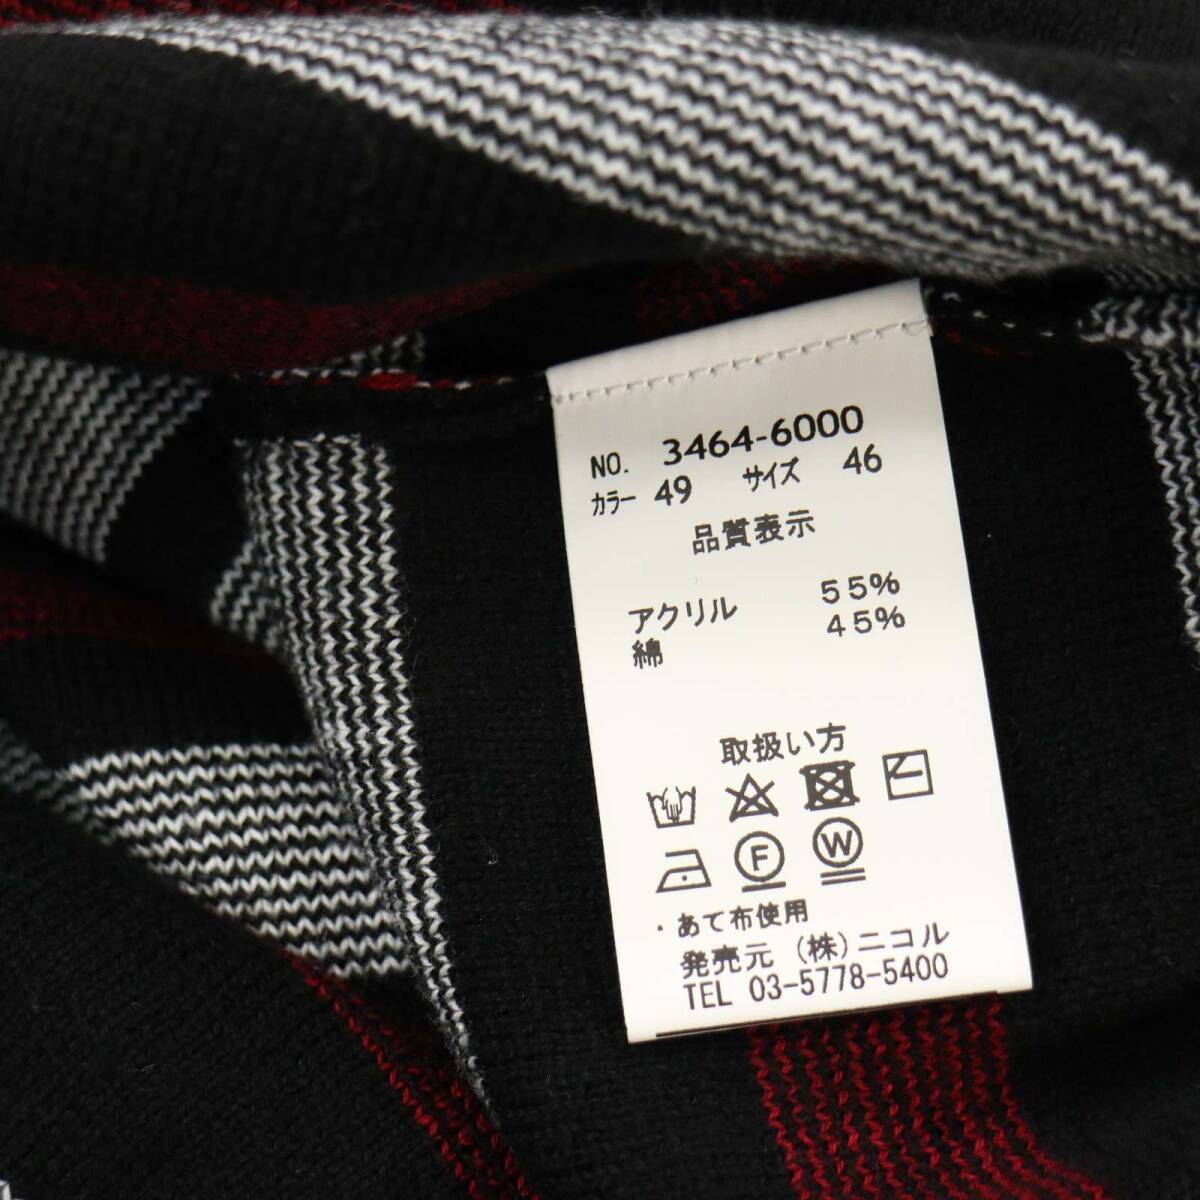 NO. 3464-6000
カラー 49 サイズ 46
品質表示
アクリル 55%
綿 45%
取扱い方
F W
・あて布使用
発売元 (株)ニコル
TEL 03-5778-5400